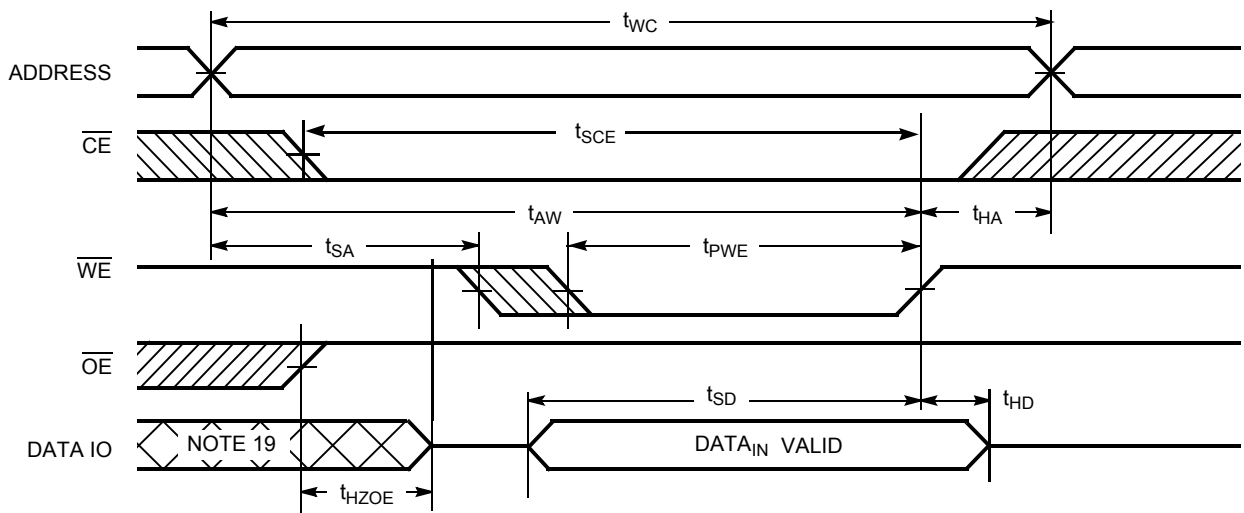 tWC
ADDRESS
CE
tSCE
tAW
tHA
tSA
tPWE
WE
OE
tSD
tHD
DATA IO
NOTE 19
DATAIN VALID
tHZOE